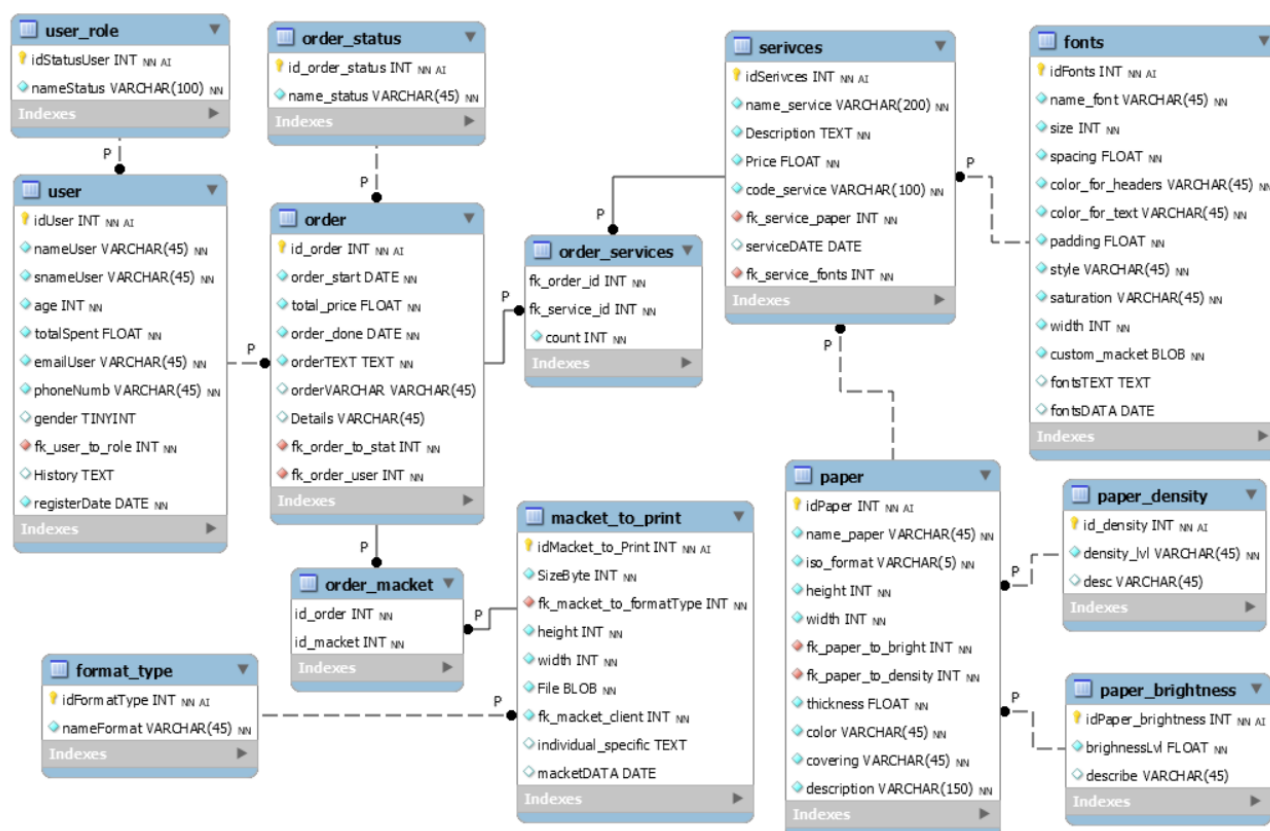 user_role
idStatusUser INT NN AI
nameStatus VARCHAR(100) NN
Indexes
P
order_status
id_order_status INT NN AI
name_status VARCHAR(45) NN
Indexes
P
user
idUser INT NN AI
nameUser VARCHAR(45) NN
snameUser VARCHAR(45) NN
age INT NN
totalSpent FLOAT NN
emailUser VARCHAR(45) NN
phoneNumb VARCHAR(45) NN
gender TINYINT
fk_user_to_role INT NN
History TEXT
registerDate DATE NN
Indexes
P
order
id_order INT NN AI
order_start DATE NN
total_price FLOAT NN
order_done DATE NN
orderTEXT TEXT NN
orderVARCHAR VARCHAR(45)
Details VARCHAR(45)
fk_order_to_stat INT NN
fk_order_user INT NN
Indexes
P
P
P
order_services
fk_order_id INT NN
fk_service_id INT NN
count INT NN
Indexes
serivces
idSerivces INT NN AI
name_service VARCHAR(200) NN
Description TEXT NN
Price FLOAT NN
code_service VARCHAR(100) NN
fk_service_paper INT NN
serviceDATE DATE
fk_service_fonts INT NN
Indexes
P
P
fonts
idFonts INT NN AI
name_font VARCHAR(45) NN
size INT NN
spacing FLOAT NN
color_for_headers VARCHAR(45) NN
color_for_text VARCHAR(45) NN
padding FLOAT NN
style VARCHAR(45) NN
saturation VARCHAR(45) NN
width INT NN
custom_macket BLOB NN
fontsTEXT TEXT
fontsDATA DATE
Indexes
order_macket
id_order INT NN
id_macket INT NN
Indexes
P
format_type
idFormatType INT NN AI
nameFormat VARCHAR(45) NN
Indexes
P
macket_to_print
idMacket_to_Print INT NN AI
SizeByte INT NN
fk_macket_to_formatType INT NN
height INT NN
width INT NN
File BLOB NN
fk_macket_client INT NN
individual_specific TEXT
macketDATA DATE
Indexes
paper
idPaper INT NN AI
name_paper VARCHAR(45) NN
iso_format VARCHAR(5) NN
height INT NN
width INT NN
fk_paper_to_bright INT NN
fk_paper_to_density INT NN
thickness FLOAT NN
color VARCHAR(45) NN
covering VARCHAR(45) NN
description VARCHAR(150) NN
Indexes
P
P
paper_density
id_density INT NN AI
density_lvl VARCHAR(45) NN
desc VARCHAR(45)
Indexes
paper_brightness
idPaper_brightness INT NN AI
brighnessLvl FLOAT NN
describe VARCHAR(45)
Indexes